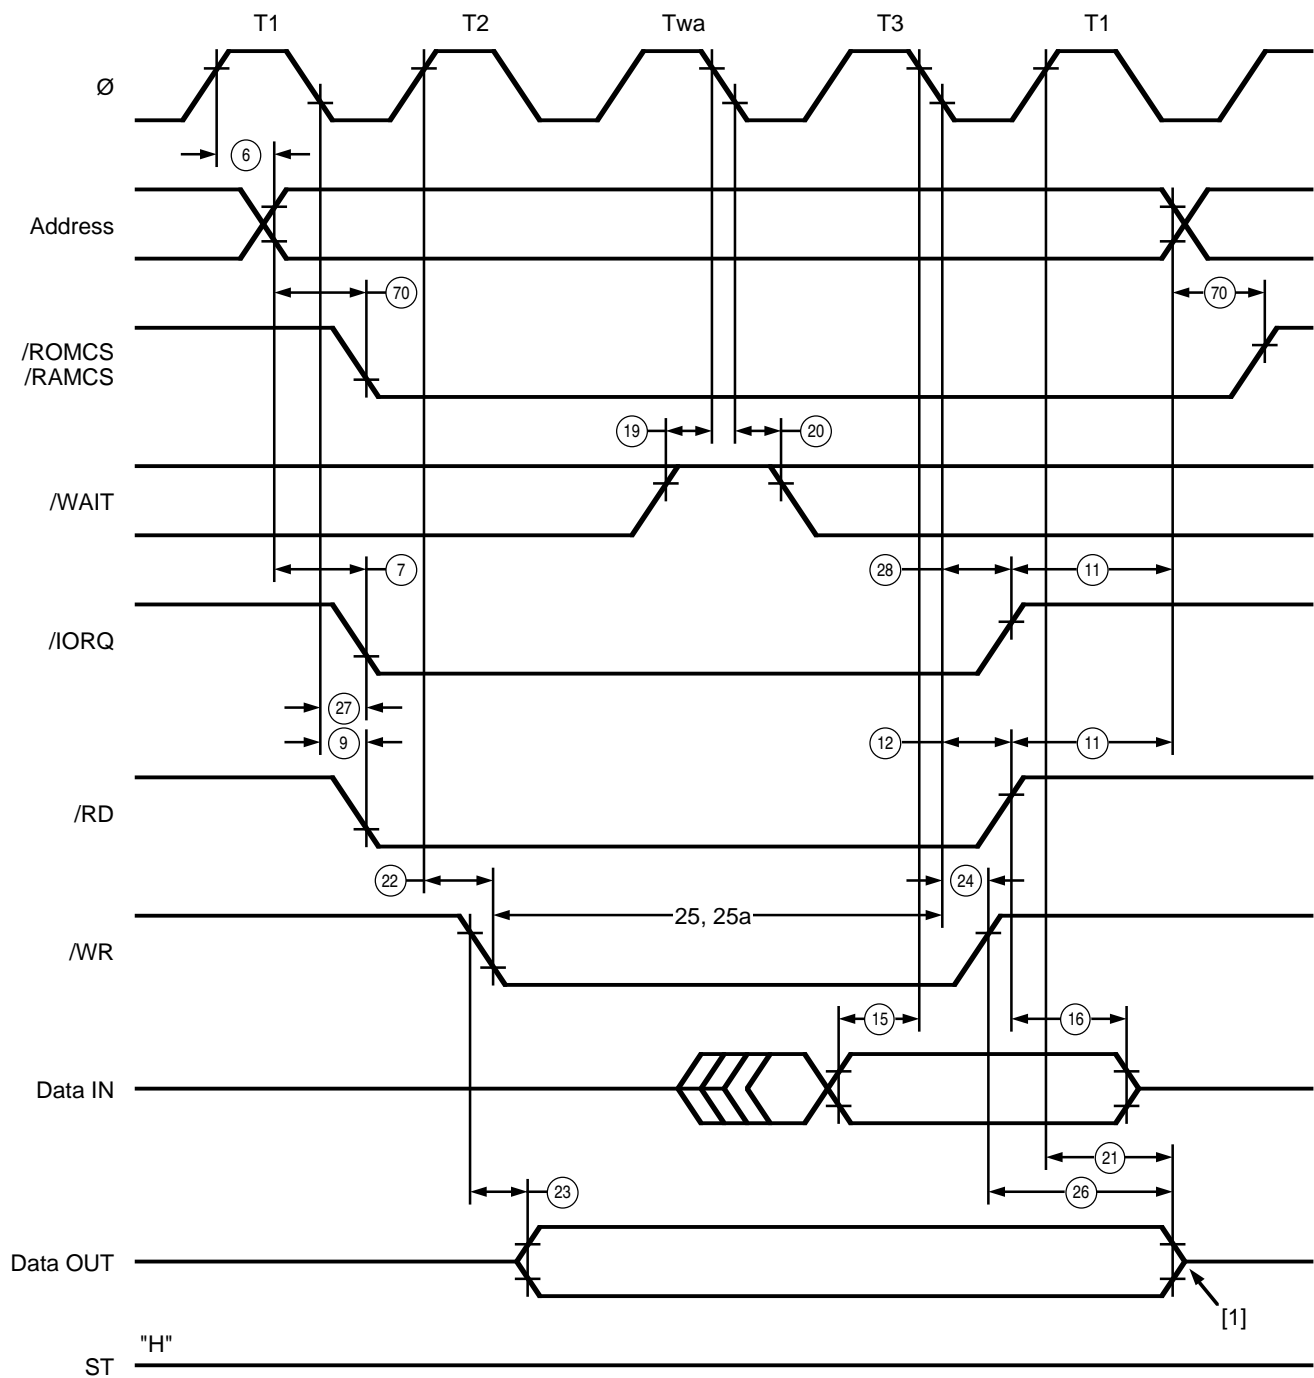 T1 T2 Twa T3 T1
Ø
6
Address
70 70
/ROMCS
/RAMCS
19 20
/WAIT
7 28 11
/IORQ
27
9 12 11
/RD
22 24
25, 25a
/WR
15 16
Data IN
21
23 26
Data OUT
[1]
"H"
ST